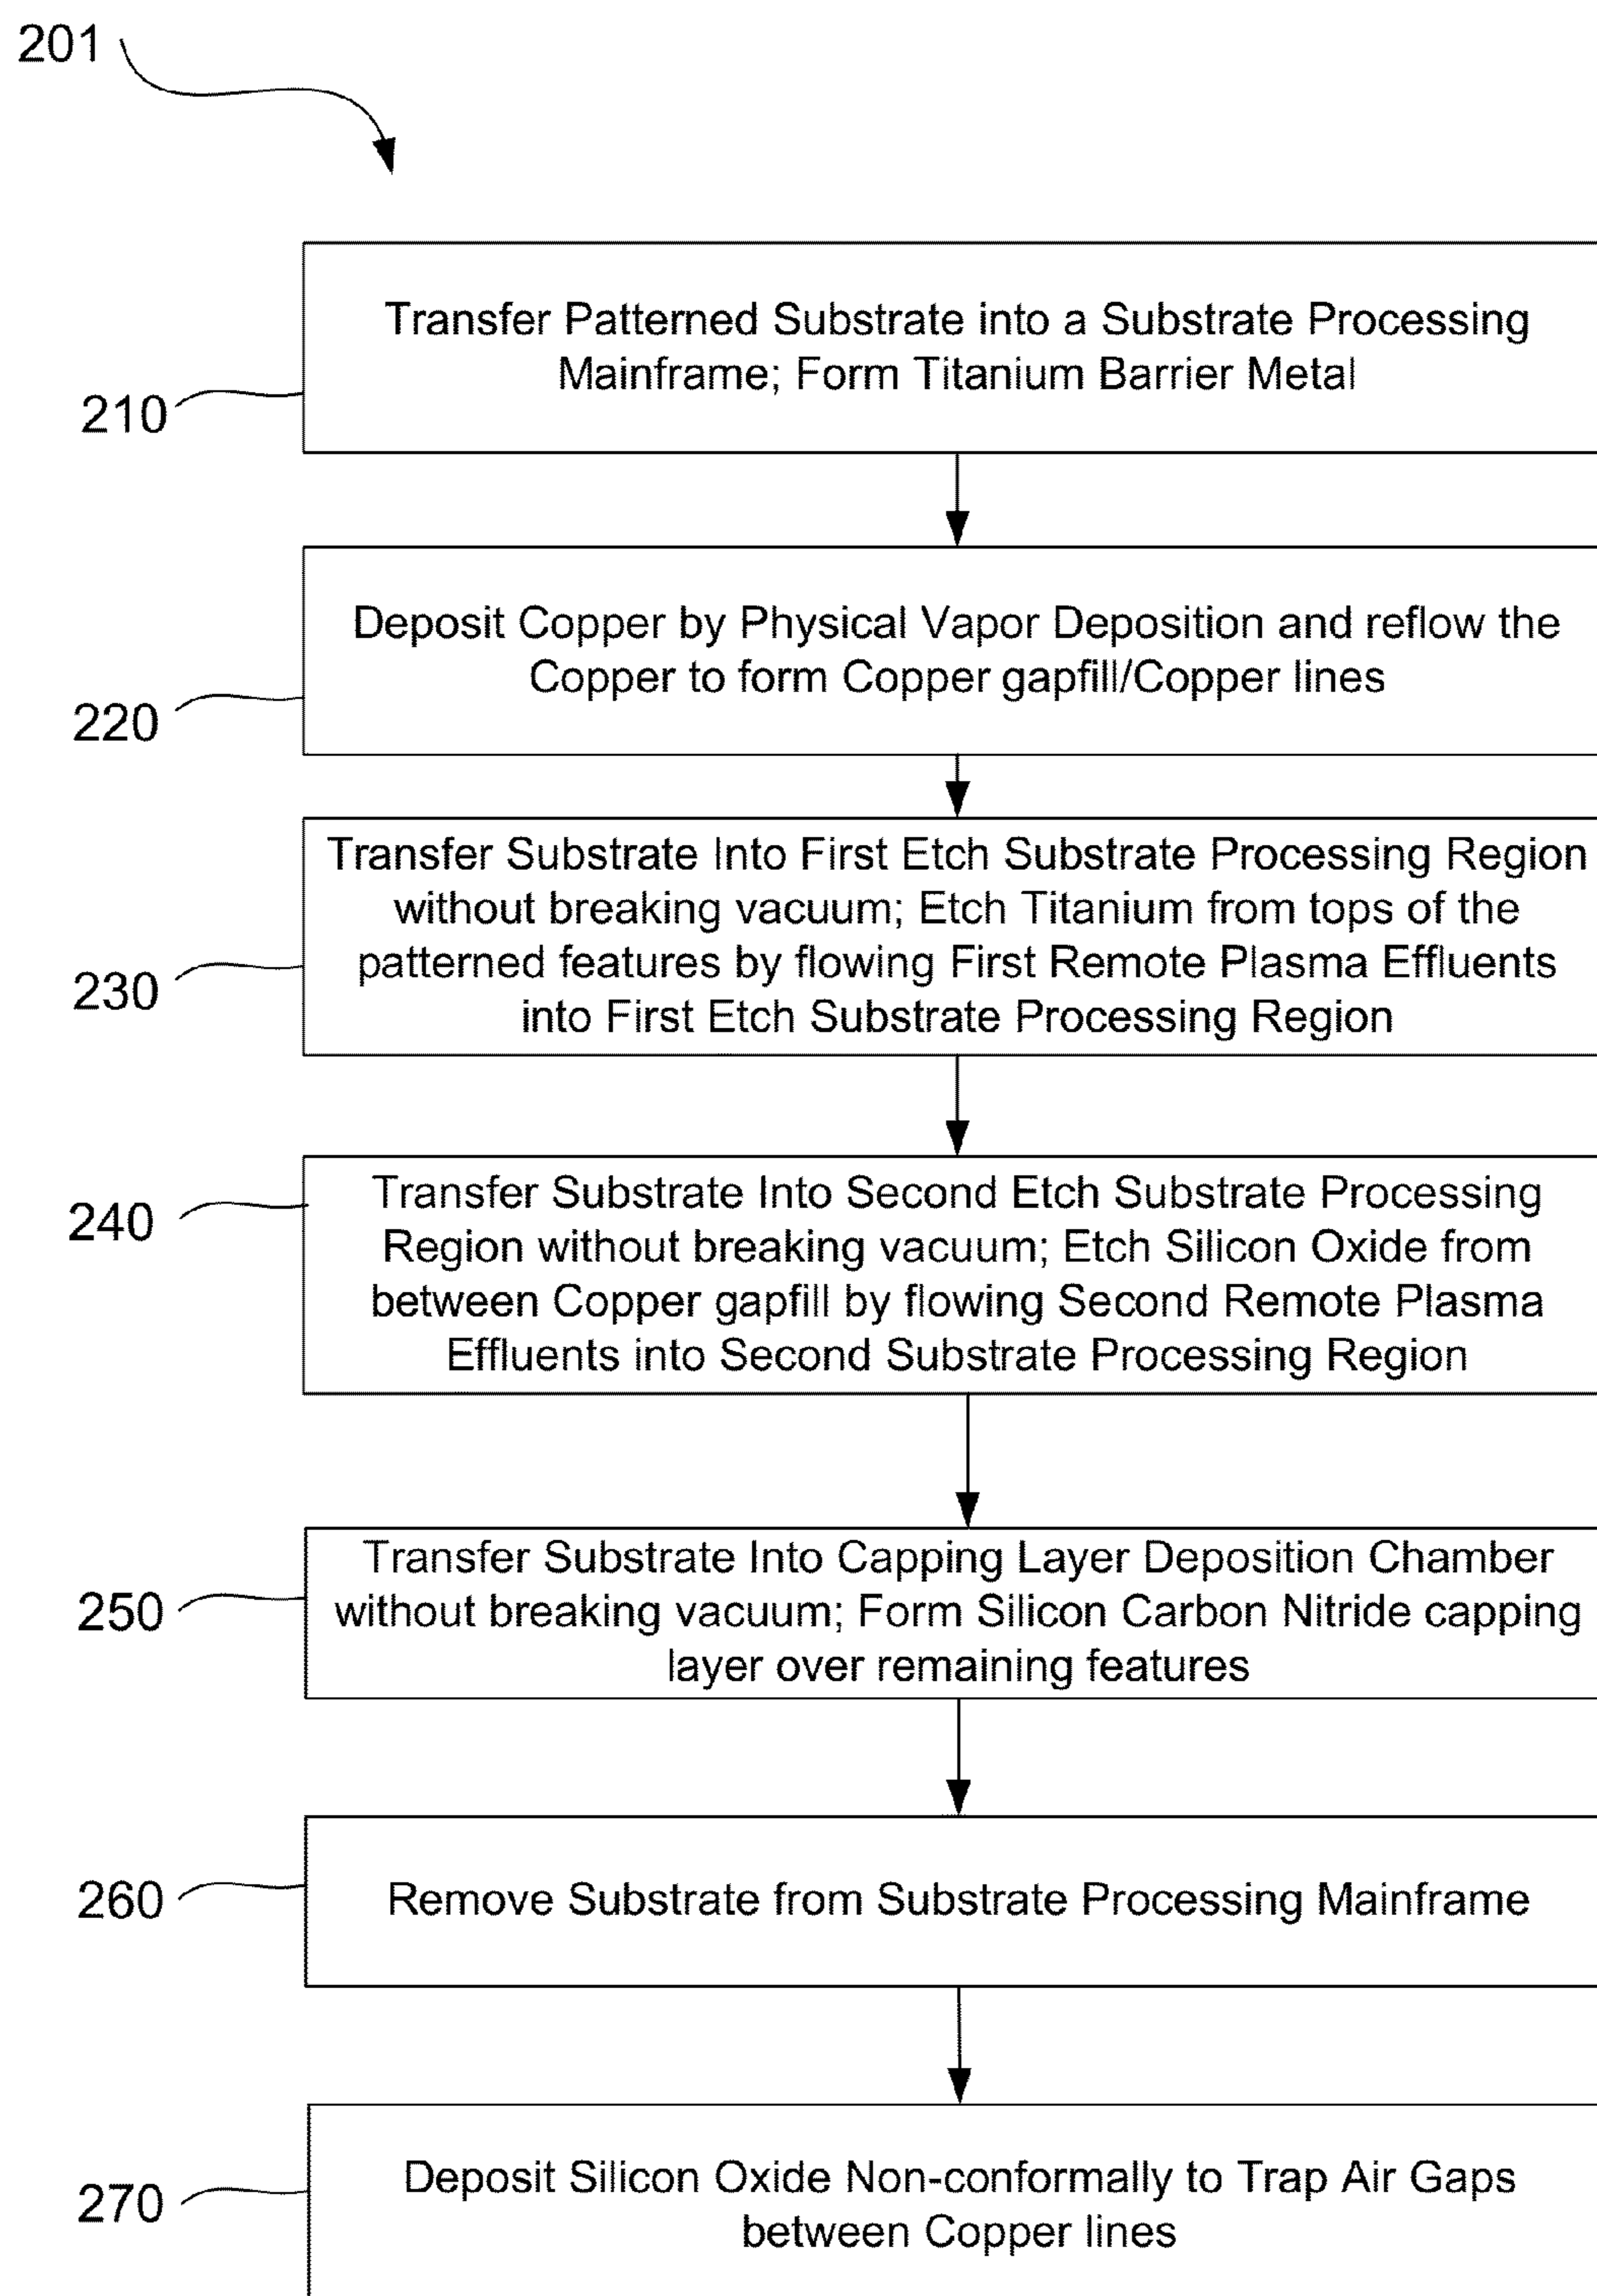 201
Transfer Patterned Substrate into a Substrate Processing
Mainframe; Form Titanium Barrier Metal
210
Deposit Copper by Physical Vapor Deposition and reflow the
Copper to form Copper gapfill/Copper lines
220
Transfer Substrate Into First Etch Substrate Processing Region
without breaking vacuum; Etch Titanium from tops of the
patterned features by flowing First Remote Plasma Effluents
into First Etch Substrate Processing Region
230
Transfer Substrate Into Second Etch Substrate Processing
Region without breaking vacuum; Etch Silicon Oxide from
between Copper gapfill by flowing Second Remote Plasma
Effluents into Second Substrate Processing Region
240
Transfer Substrate Into Capping Layer Deposition Chamber
without breaking vacuum; Form Silicon Carbon Nitride capping
layer over remaining features
250
Remove Substrate from Substrate Processing Mainframe
260
Deposit Silicon Oxide Non-conformally to Trap Air Gaps
between Copper lines
270